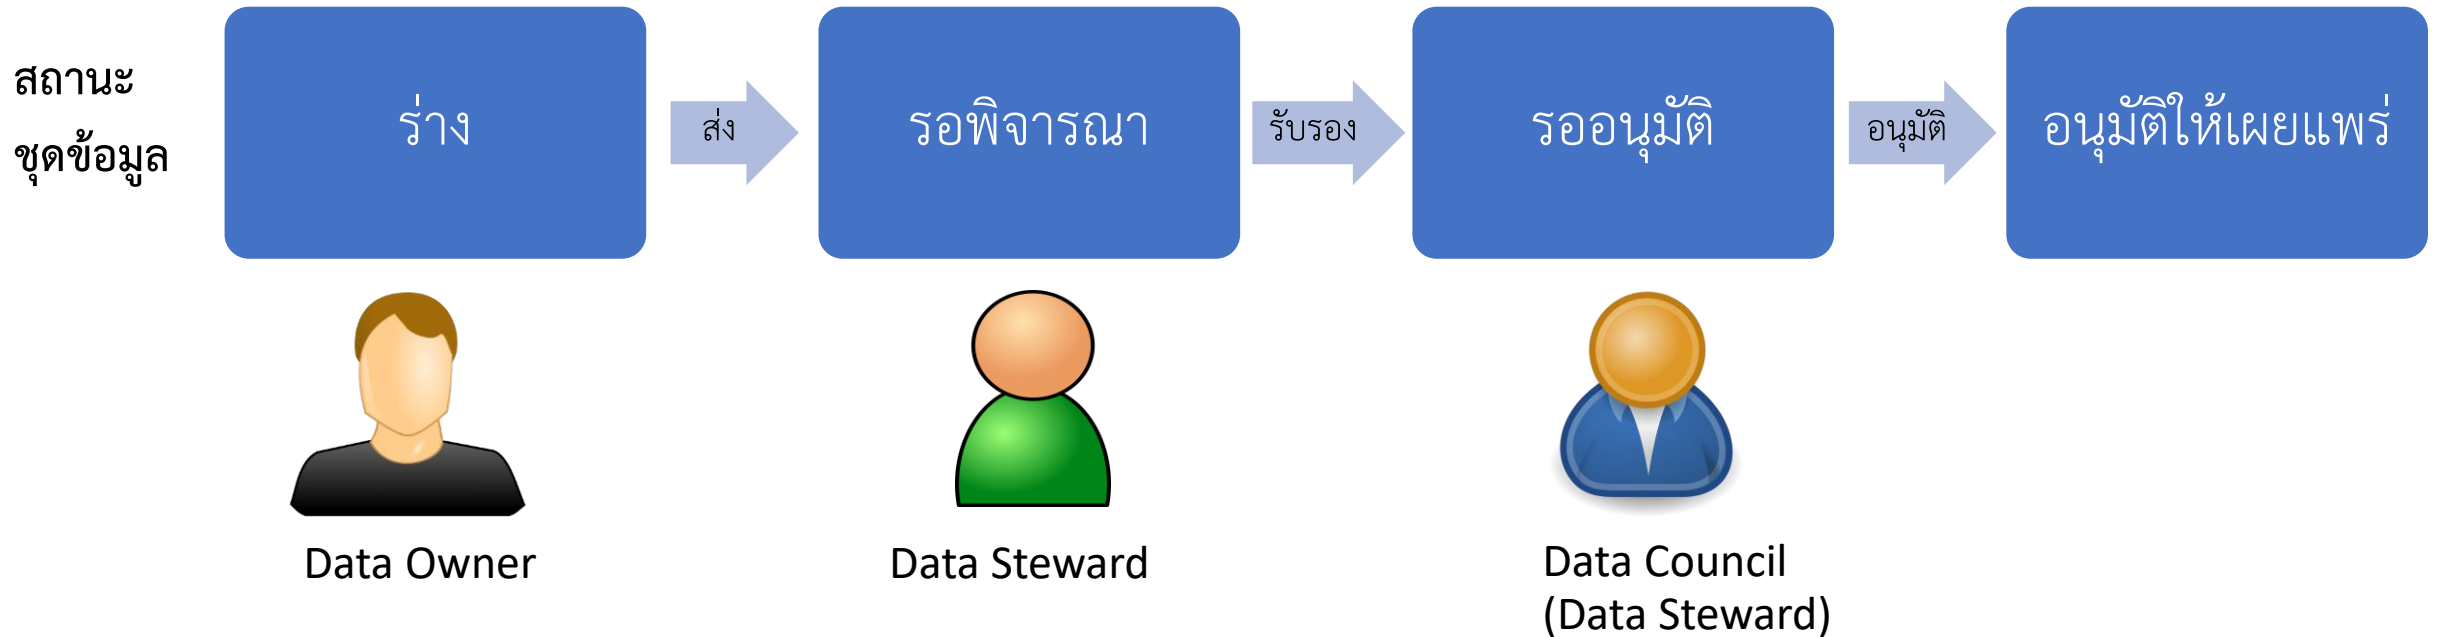 สถานะ
ชุดข้อมูล
ร่าง
ส่ง
รอพิจารณา
รับรอง
รออนุมัติ
อนุมัติ
อนุมัติให้เผยแพร่
Data Owner
Data Steward
Data Council
(Data Steward)